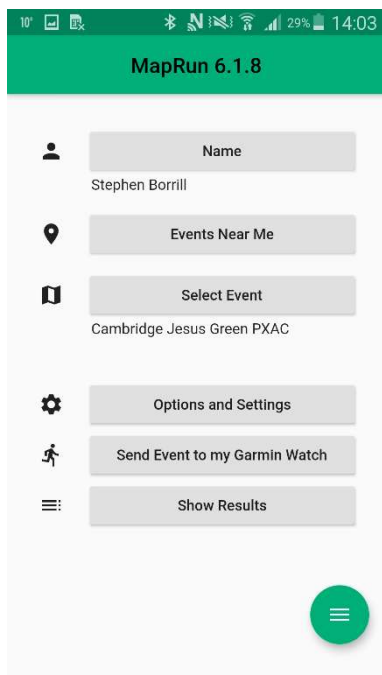 10° 29% 14:03
MapRun 6.1.8
Name
Stephen Borrill
Events Near Me
Select Event
Cambridge Jesus Green PXAC
Options and Settings
Send Event to my Garmin Watch
Show Results